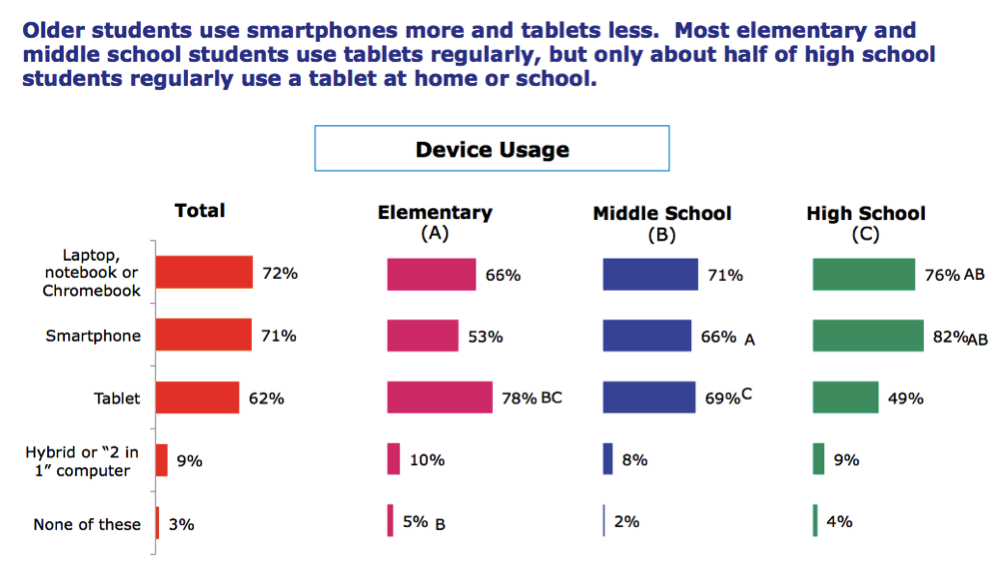 Older students use smartphones more and tablets less.  Most elementary and
middle school students use tablets regularly, but only about half of high school
students regularly use a tablet at home or school.
Device Usage
Total
Elementary
(A)
Middle School
(B)
High School
(C)
Laptop,
notebook or
Chromebook
72%
66%
71%
76% AB
Smartphone
71%
53%
66% A
82%AB
Tablet
62%
78% BC
69%C
49%
Hybrid or “2 in
1” computer
9%
10%
8%
9%
None of these
3%
5% B
2%
4%